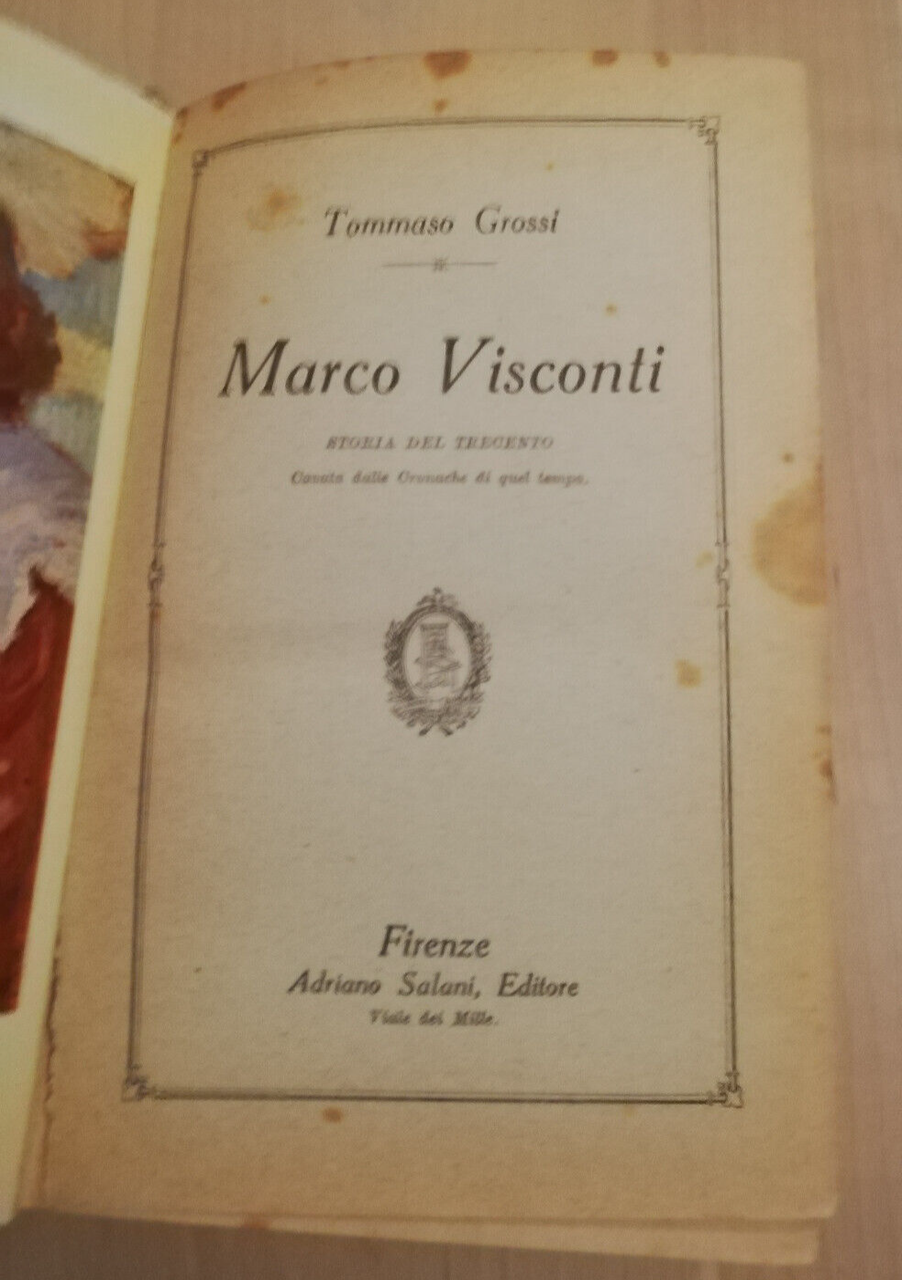 Tommaso Grossi
Marco Visconti
STORIA DEL TRECENTO
Cavata dalle Cronache di quel tempo.
Firenze
Adriano Salani, Editore
Viale dei Mille.